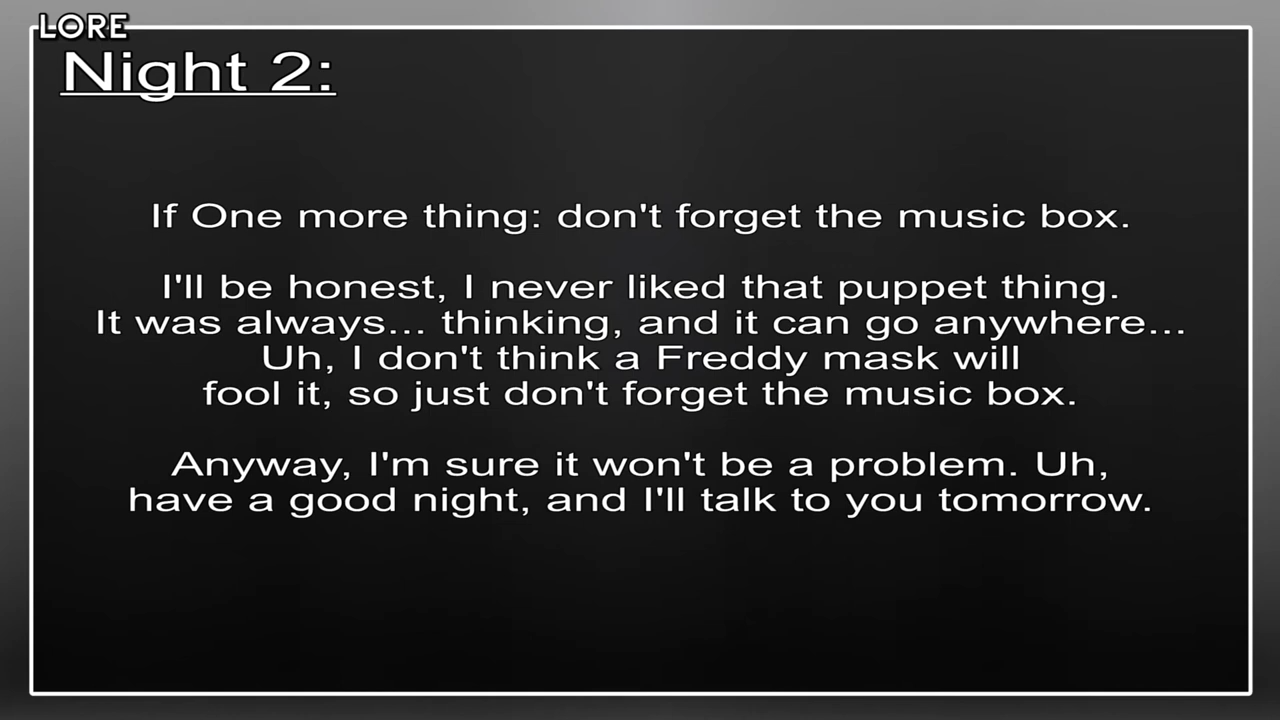 LORE
Night 2:
If One more thing: don't forget the music box.
I'll be honest, I never liked that puppet thing.
It was always... thinking, and it can go anywhere...
Uh, I don't think a Freddy mask will
fool it, so just don't forget the music box.
Anyway, I'm sure it won't be a problem. Uh,
have a good night, and I'll talk to you tomorrow.